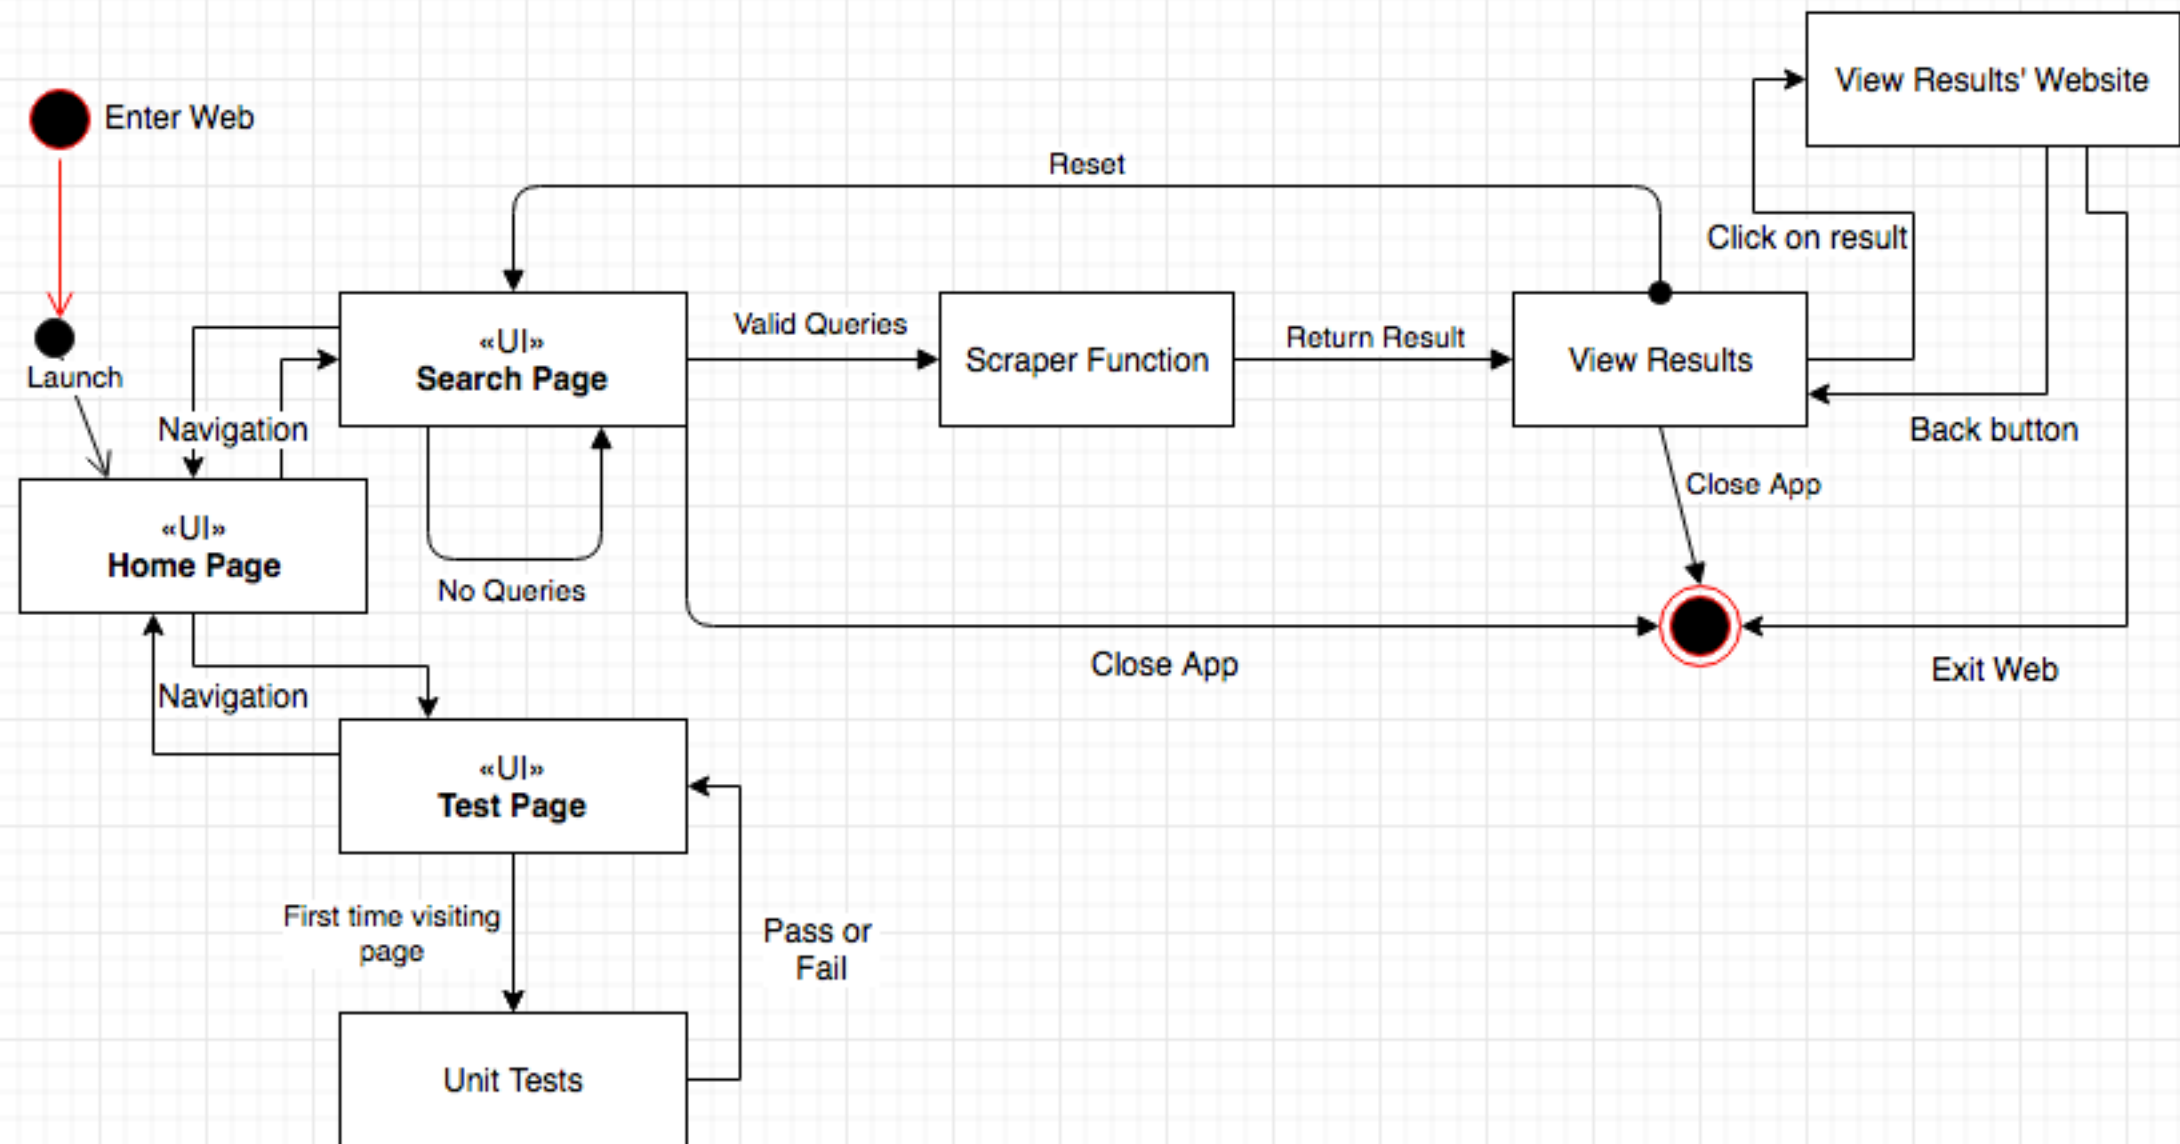 View Results' Website
Enter Web
Reset
Click on result
Valid Queries
Return Result
«UI»
Search Page
Scraper Function
View Results
Launch
Navigation
Back button
Close App
«UI»
Home Page
No Queries
Close App
Exit Web
Navigation
«UI»
Test Page
First time visiting
page
Pass or
Fail
Unit Tests